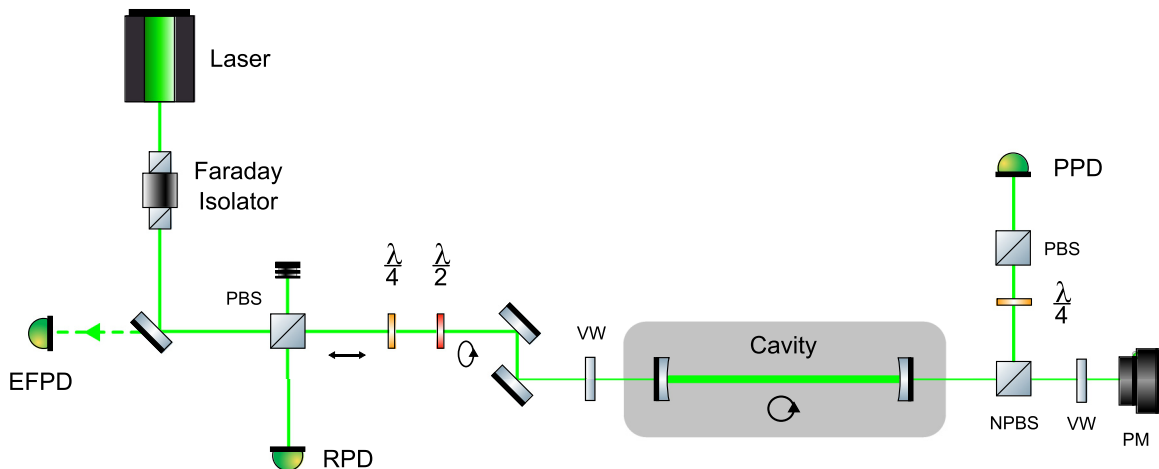 Laser
Faraday
Isolator
PPD
PBS
λ/4
λ/2
PBS
λ/4
EFPD
VW
Cavity
RPD
NPBS
VW
PM